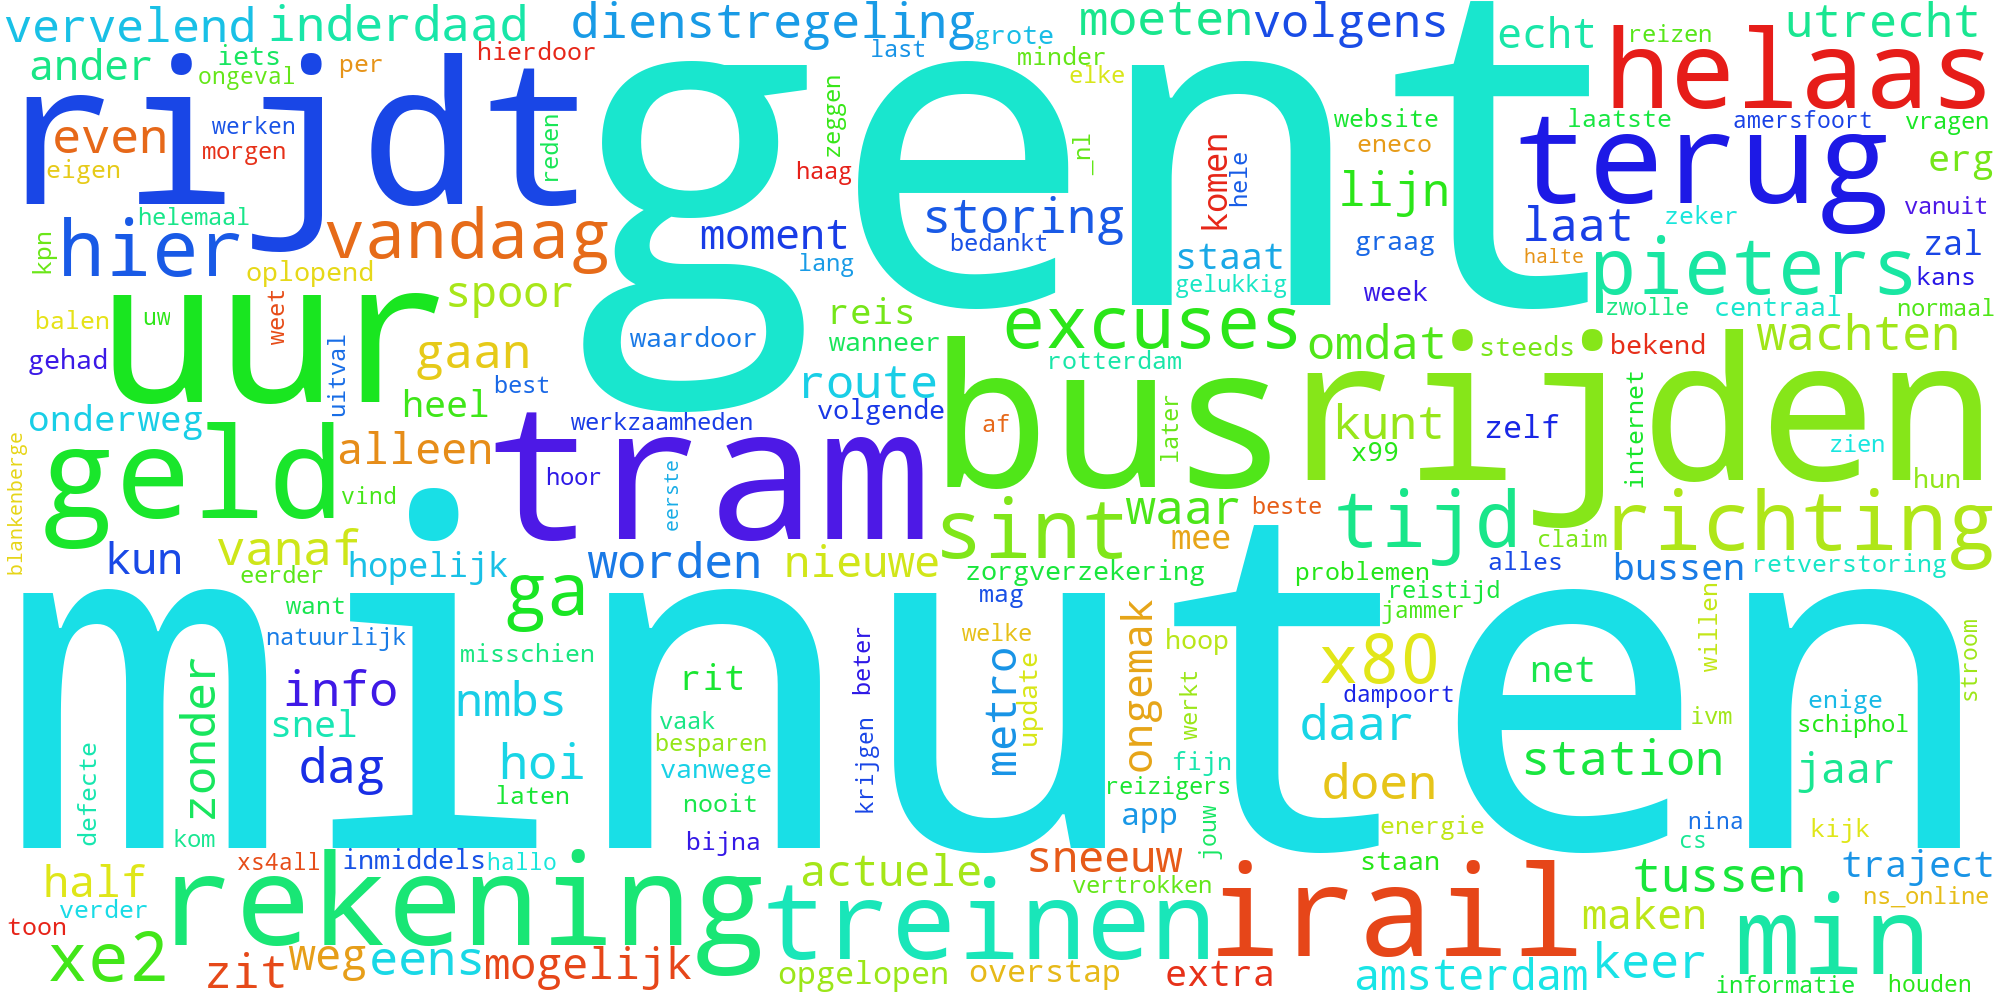 vervelend inderdaad dienstregeling grote moeten volgens echt reizen utrecht
ander iets ongeval per hierdoor last minder elke helaas
rijdt gent
even werken morgen eigen reden zeggen haag _nl komen hele website eneco laatste amersfoort vragen erg
terug
helemaal hier vandaag moment storing bedankt lijn staat graag laat zeker vanuit zal
kpn oplopend lang gelukkig week halte pieters kans
uur weet spoor reis excuses zwolle centraal normaal
balen uw gehad uitval gaan waardoor wanneer rotterdam omdat steeds bekend wachten
best route bus rijden
onderweg heel werkzaamheden volgende af later kunt zelf x99 internet zien hun
blankenberge geld alleen tram
vind hoor eerste sint waar beste tijd richting
kun vanaf hopelijk worden nieuwe mee claim
eerder ga zorgverzekering problemen alles bussen retverstoring
want mag reistijd jammer willen
minuten
natuurlijk misschien beter welke ongemak hoop x80 net stroom
zonder info nmbs rit metro update werkt dampoort enige
snel vaak daar ivm schiphol
defecte dag hoi besparen vanwege krijgen fijn station jaar
laten nooit reizigers doen
kom bijna app jouw energie nina cs kijk
xs4all inmiddels hallo sneeuw staan
half rekening actuele vertrokken irail tussen traject
verder treinen maken ns_online
toon min
xe2 zit weg eens mogelijk opgelopen overstap extra amsterdam keer informatie houden